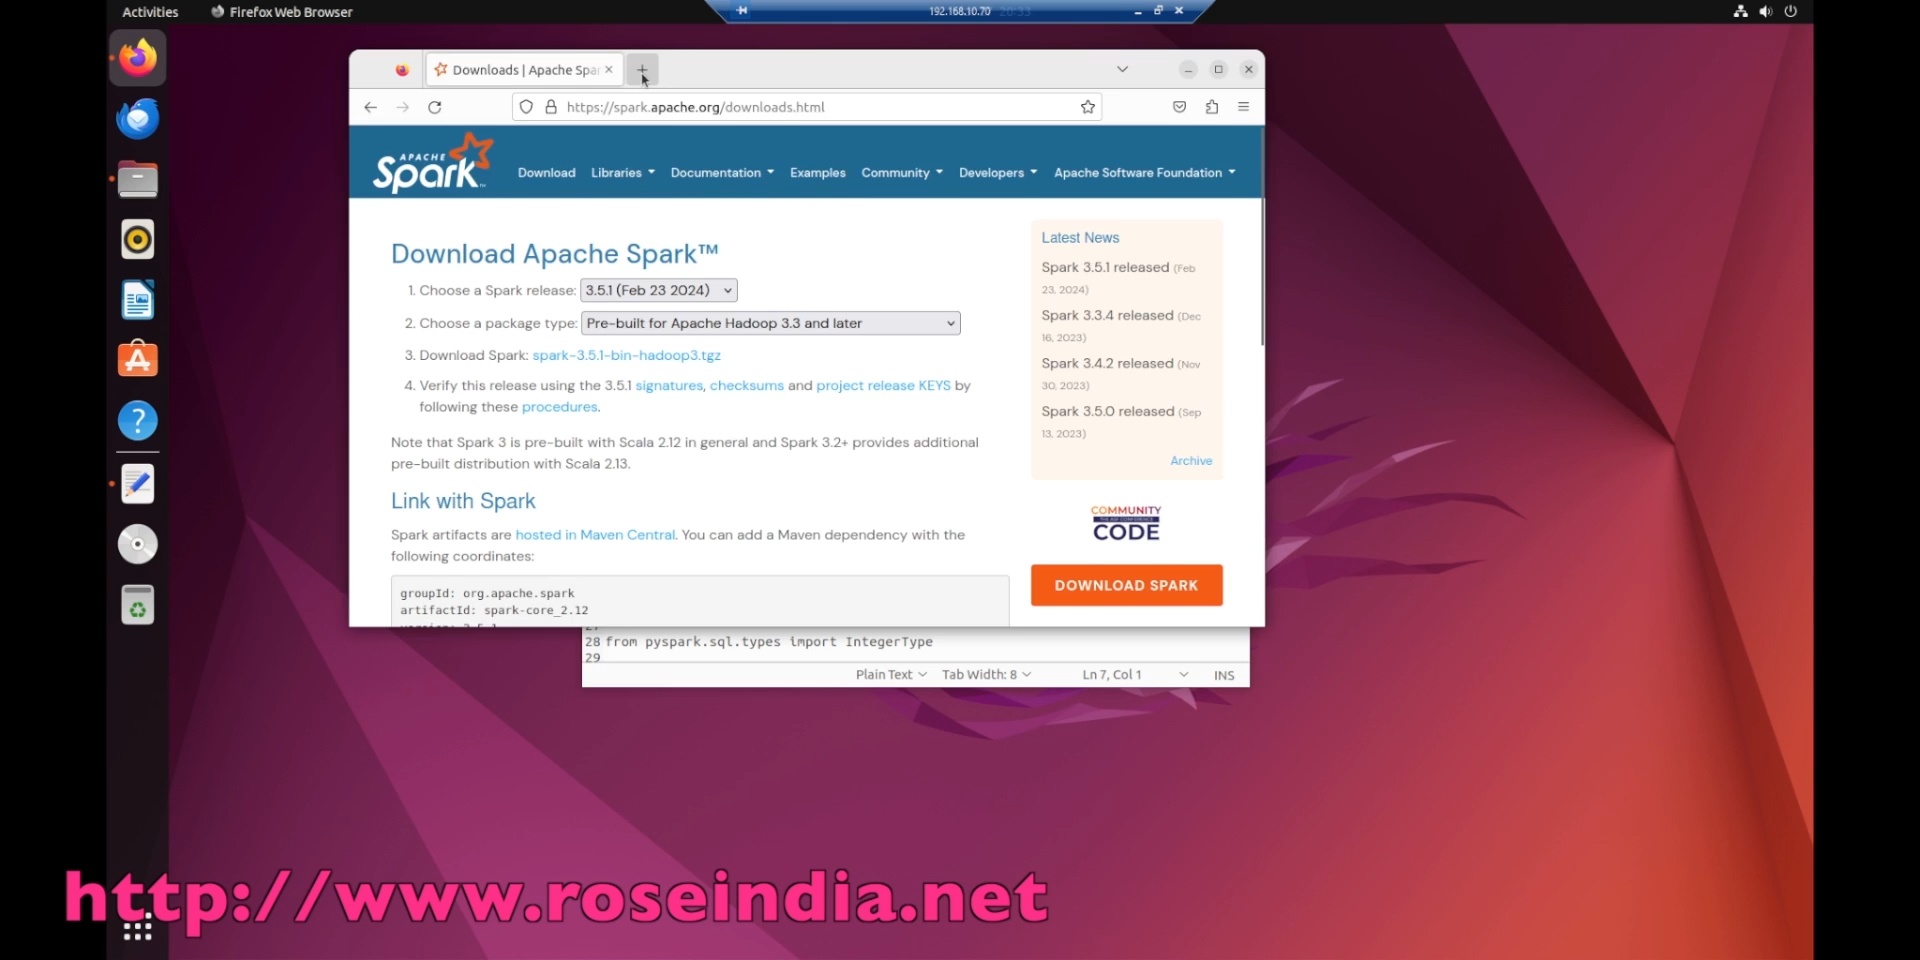 Activities Firefox Web Browser 192.168.10.70 20:33
Downloads | Apache Spar
https://spark.apache.org/downloads.html
APACHE
Spark™
Download Libraries Documentation Examples Community Developers Apache Software Foundation
Download Apache Spark™
1. Choose a Spark release: 3.5.1 (Feb 23 2024)
2. Choose a package type: Pre-built for Apache Hadoop 3.3 and later
3. Download Spark: spark-3.5.1-bin-hadoop3.tgz
4. Verify this release using the 3.5.1 signatures, checksums and project release KEYS by
following these procedures.
Note that Spark 3 is pre-built with Scala 2.12 in general and Spark 3.2+ provides additional
pre-built distribution with Scala 2.13.
Link with Spark
Spark artifacts are hosted in Maven Central. You can add a Maven dependency with the
following coordinates:
groupId: org.apache.spark
artifactId: spark-core_2.12
Latest News
Spark 3.5.1 released (Feb
23, 2024)
Spark 3.3.4 released (Dec
16, 2023)
Spark 3.4.2 released (Nov
30, 2023)
Spark 3.5.0 released (Sep
13, 2023)
Archive
COMMUNITY
CODE
DOWNLOAD SPARK
28 from pyspark.sql.types import IntegerType
29
Plain Text Tab Width: 8 Ln 7, Col 1 INS
http://www.roseindia.net